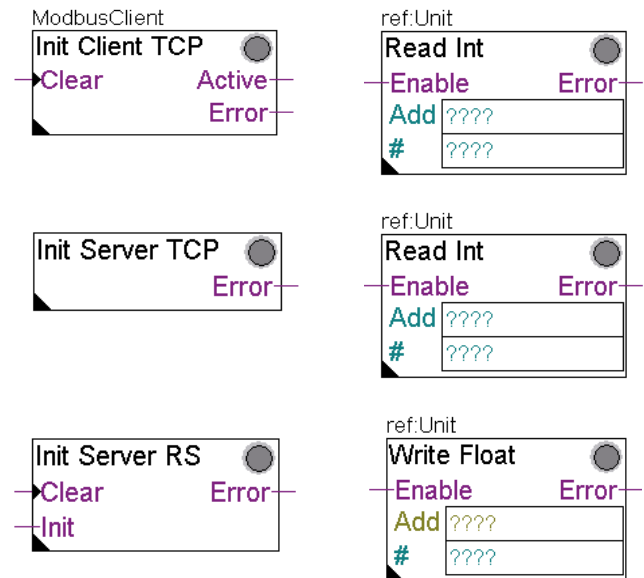 ModbusClient
Init Client TCP
Clear Active
Error
ref:Unit
Read Int
Enable Error
Add ????
# ????
Init Server TCP
Error
ref:Unit
Read Int
Enable Error
Add ????
# ????
Init Server RS
Clear Error
Init
ref:Unit
Write Float
Enable Error
Add ????
# ????